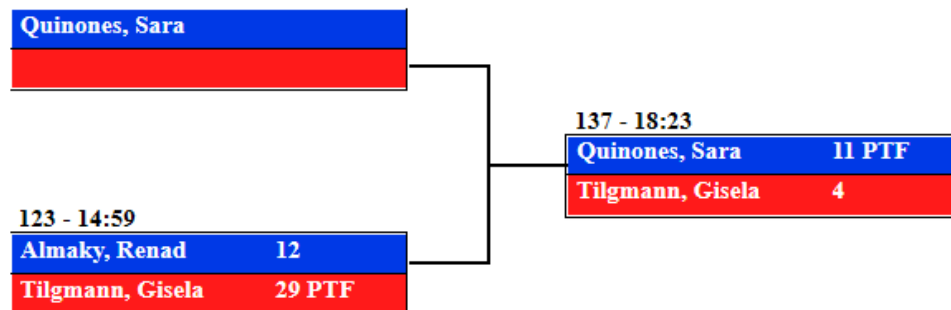 Quinones, Sara
137 - 18:23
Quinones, Sara 11 PTF
Tilgmann, Gisela 4
123 - 14:59
Almaky, Renad 12
Tilgmann, Gisela 29 PTF